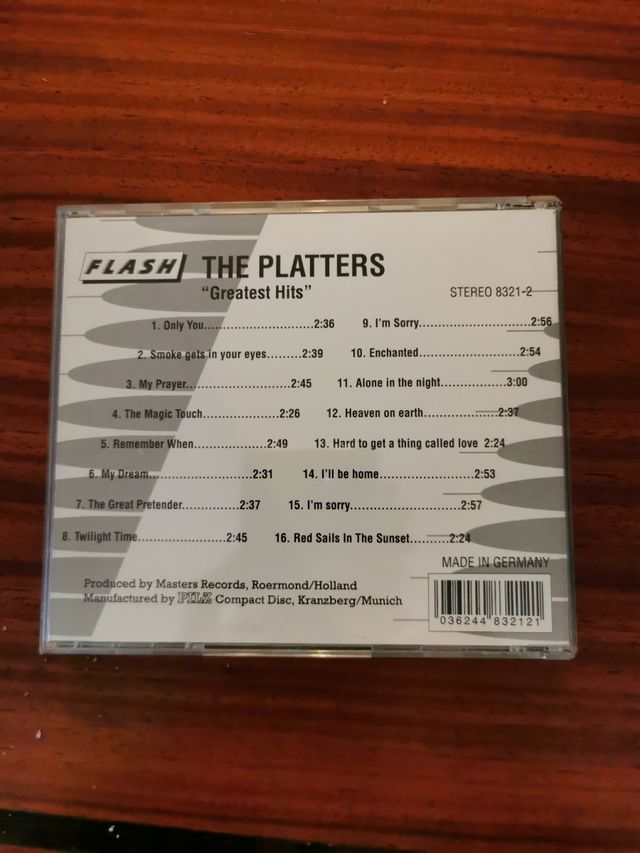 FLASH
THE PLATTERS
"Greatest Hits"
STEREO 8321-2
1. Only You..............................2:36
2. Smoke gets in your eyes.........2:39
3. My Prayer............................2:45
4. The Magic Touch....................2:26
5. Remember When...................2:49
6. My Dream...........................2:31
7. The Great Pretender..............2:37
8. Twilight Time.......................2:45
9. I'm Sorry.............................2:56
10. Enchanted..........................2:54
11. Alone in the night.................3:00
12. Heaven on earth..................2:37
13. Hard to get a thing called love 2:24
14. I'll be home........................2:53
15. I'm sorry............................2:57
16. Red Sails In The Sunset..........2:24
MADE IN GERMANY
Produced by Masters Records, Roermond/Holland
Manufactured by PILZ Compact Disc, Kranzberg/Munich
036244 832121